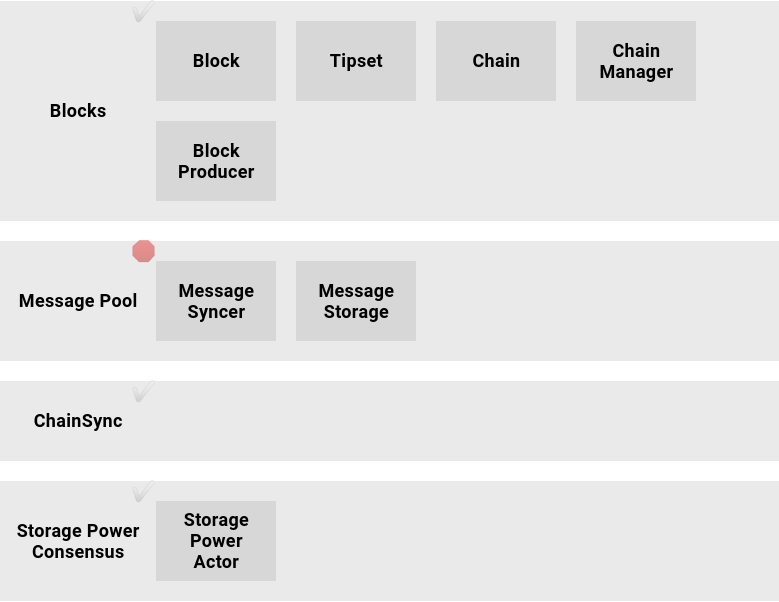 Blocks
Block
Tipset
Chain
Chain
Manager
Block
Producer
Message Pool
Message
Syncer
Message
Storage
ChainSync
Storage Power
Consensus
Storage
Power
Actor